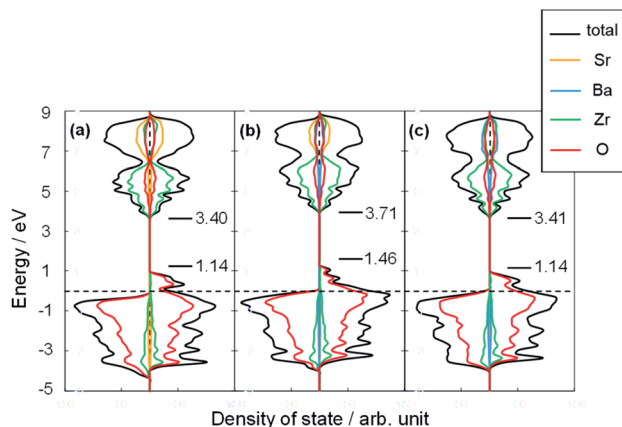 total
Sr
Ba
Zr
O
9
7
5
3
1
-1
-3
-5
Energy / eV
(a)
3.40
1.14
(b)
3.71
1.46
(c)
3.41
1.14
Density of state / arb. unit